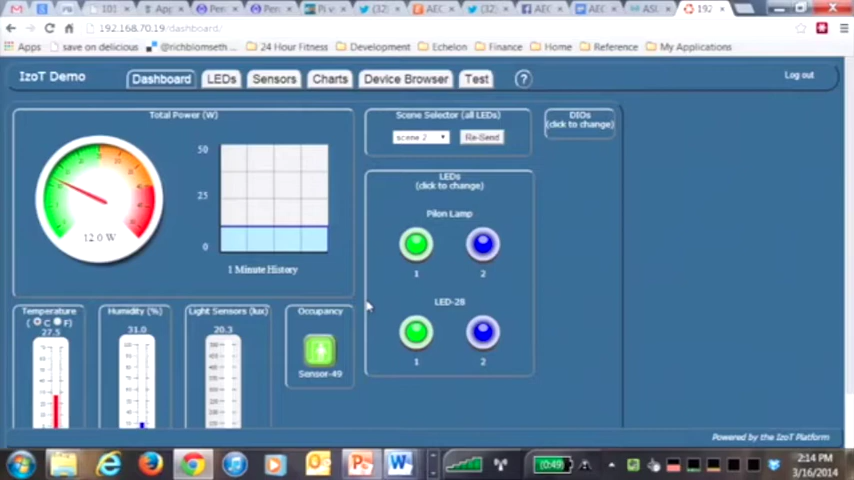 192.168.70.19/dashboard/
Apps save on delicious @richblomseth 24 Hour Fitness Development Echelon Finance Home Reference My Applications
IzoT Demo Dashboard LEDs Sensors Charts Device Browser Test ? Log out
Total Power (W)
50
25
0
12.0 W
1 Minute History
Scene Selector (all LEDs)
scene 2 Re-Send
DIOs
(click to change)
LEDs
(click to change)
Pilon Lamp
1 2
LED-28
1 2
Temperature
( C F)
27.5
Humidity (%)
31.0
Light Sensors (lux)
20.3
Occupancy
Sensor-49
Powered by the IzoT Platform
(0:49)
2:14 PM
3/16/2014